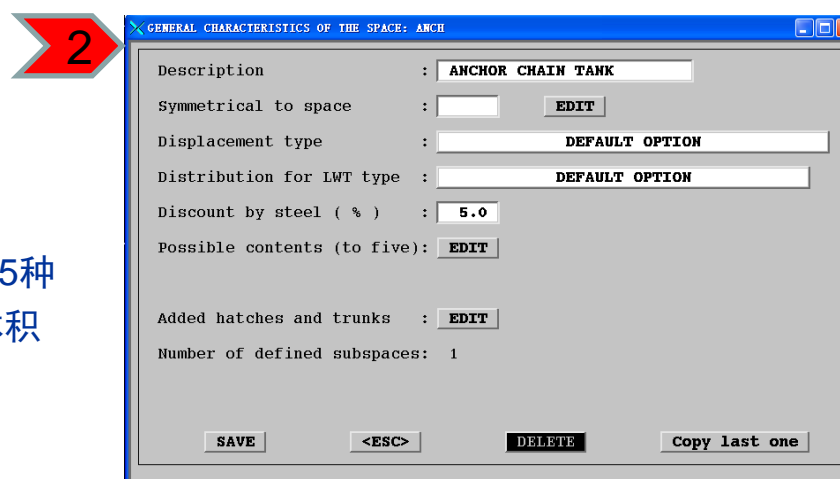 2
GENERAL CHARACTERISTICS OF THE SPACE: ANCH
Description : ANCHOR CHAIN TANK
Symmetrical to space : EDIT
Displacement type : DEFAULT OPTION
Distribution for LWT type : DEFAULT OPTION
Discount by steel ( % ) : 5.0
Possible contents (to five): EDIT
5种
积
Added hatches and trunks : EDIT
Number of defined subspaces: 1
SAVE <ESC> DELETE Copy last one